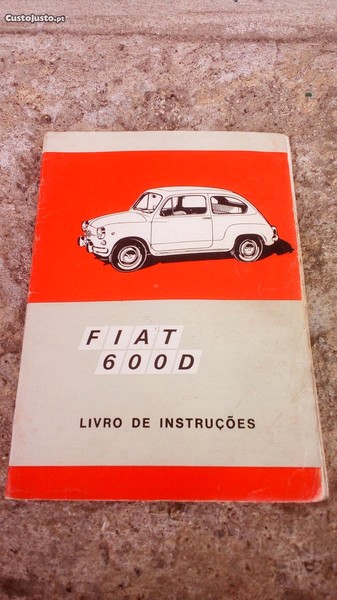 CustoJusto.pt
FIAT
600D
LIVRO DE INSTRUÇÕES